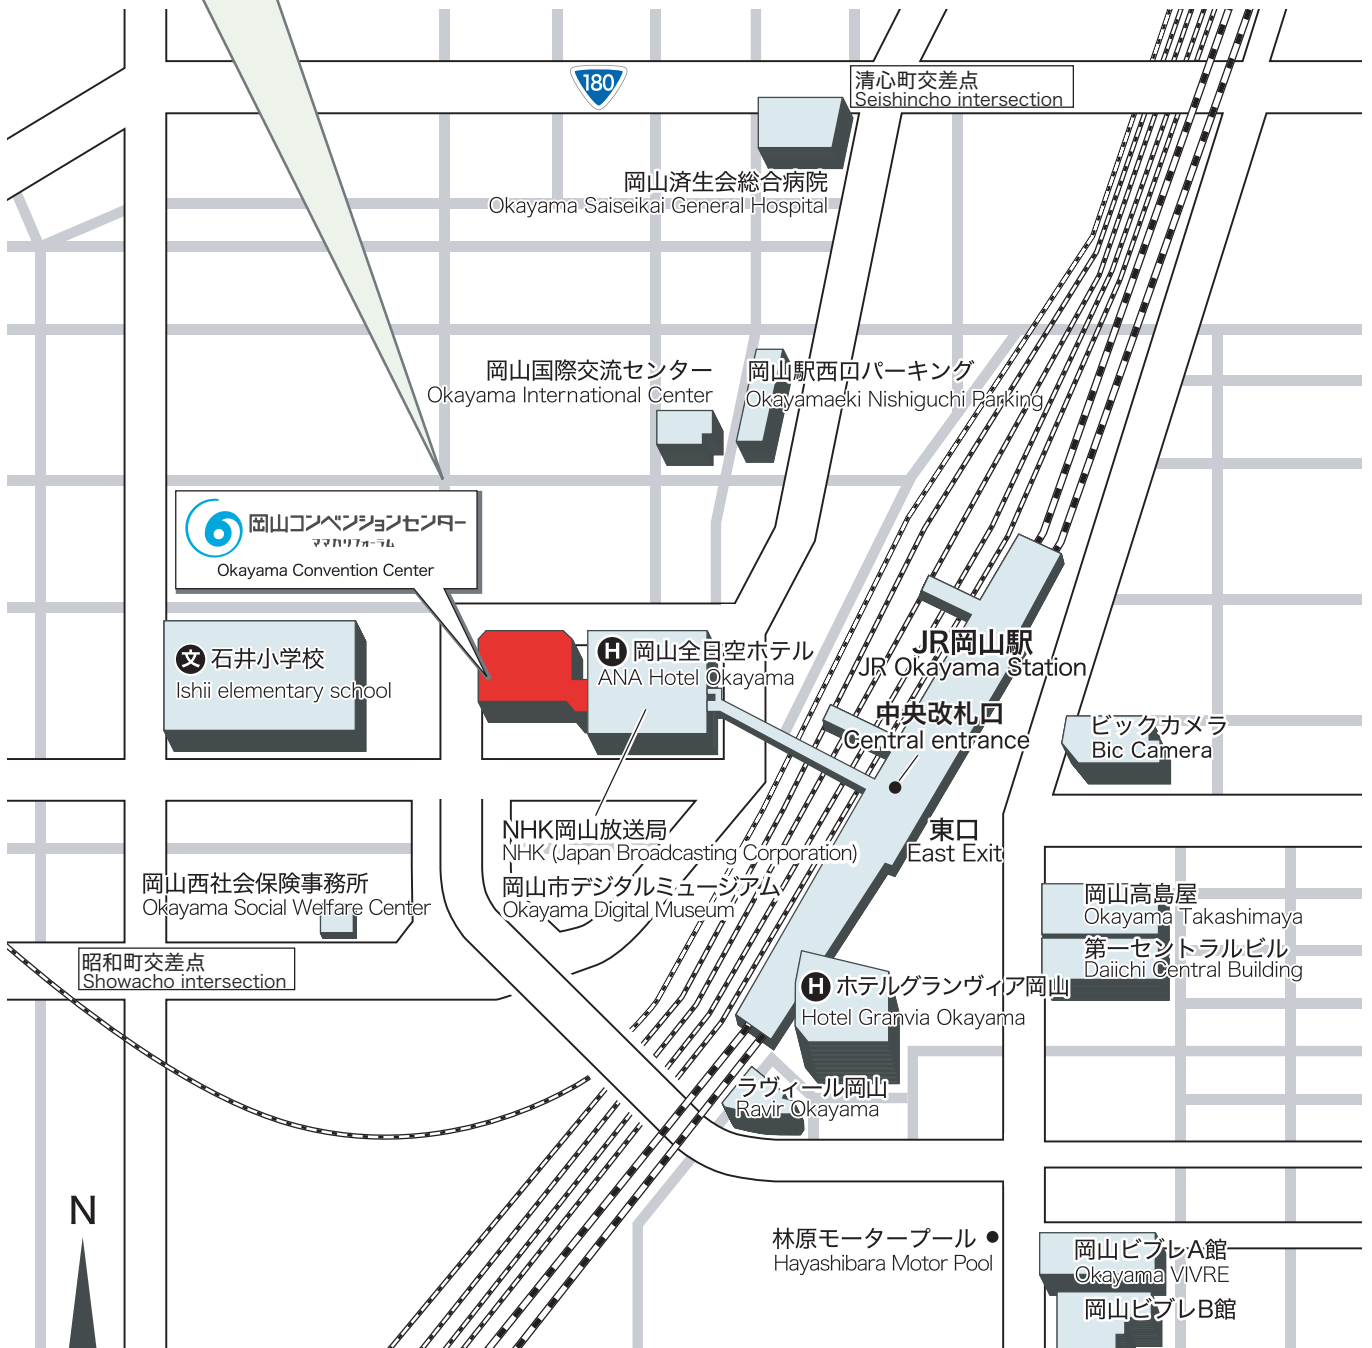 180
清心町交差点
Seishincho intersection
岡山済生会総合病院
Okayama Saiseikai General Hospital
岡山国際交流センター
Okayama International Center
岡山駅西口パーキング
Okayamaeki Nishiguchi Parking
岡山コンベンションセンター
ママカリフォーラム
Okayama Convention Center
文 石井小学校
Ishii elementary school
H 岡山全日空ホテル
ANA Hotel Okayama
JR岡山駅
JR Okayama Station
中央改札口
Central entrance
ビックカメラ
Bic Camera
東口
East Exit
NHK岡山放送局
NHK (Japan Broadcasting Corporation)
岡山市デジタルミュージアム
Okayama Digital Museum
岡山西社会保険事務所
Okayama Social Welfare Center
昭和町交差点
Showacho intersection
岡山高島屋
Okayama Takashimaya
第一セントラルビル
Daiichi Central Building
H ホテルグランヴィア岡山
Hotel Granvia Okayama
ラヴィール岡山
Ravir Okayama
N
林原モータープール
Hayashibara Motor Pool
岡山ビブレA館
Okayama VIVRE
岡山ビブレB館